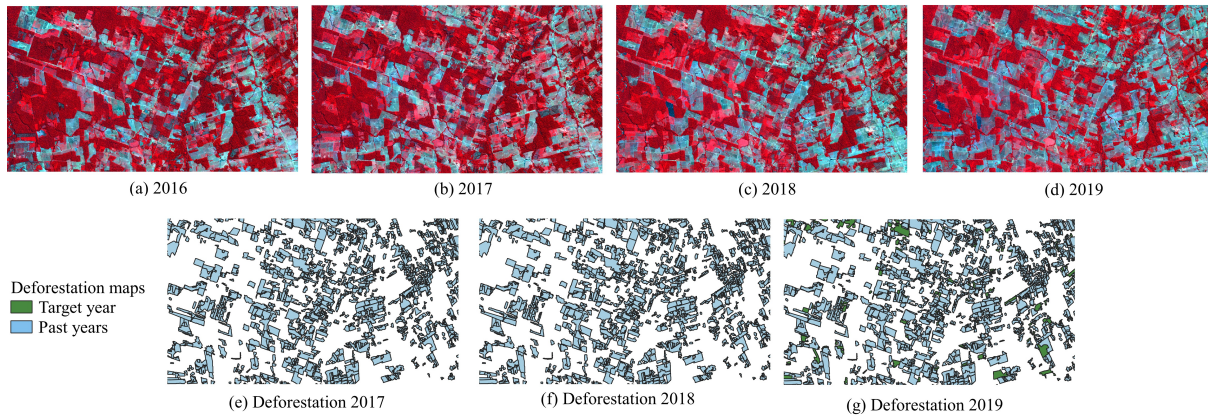 (a) 2016
(b) 2017
(c) 2018
(d) 2019
Deforestation maps
Target year
Past years
(e) Deforestation 2017
(f) Deforestation 2018
(g) Deforestation 2019